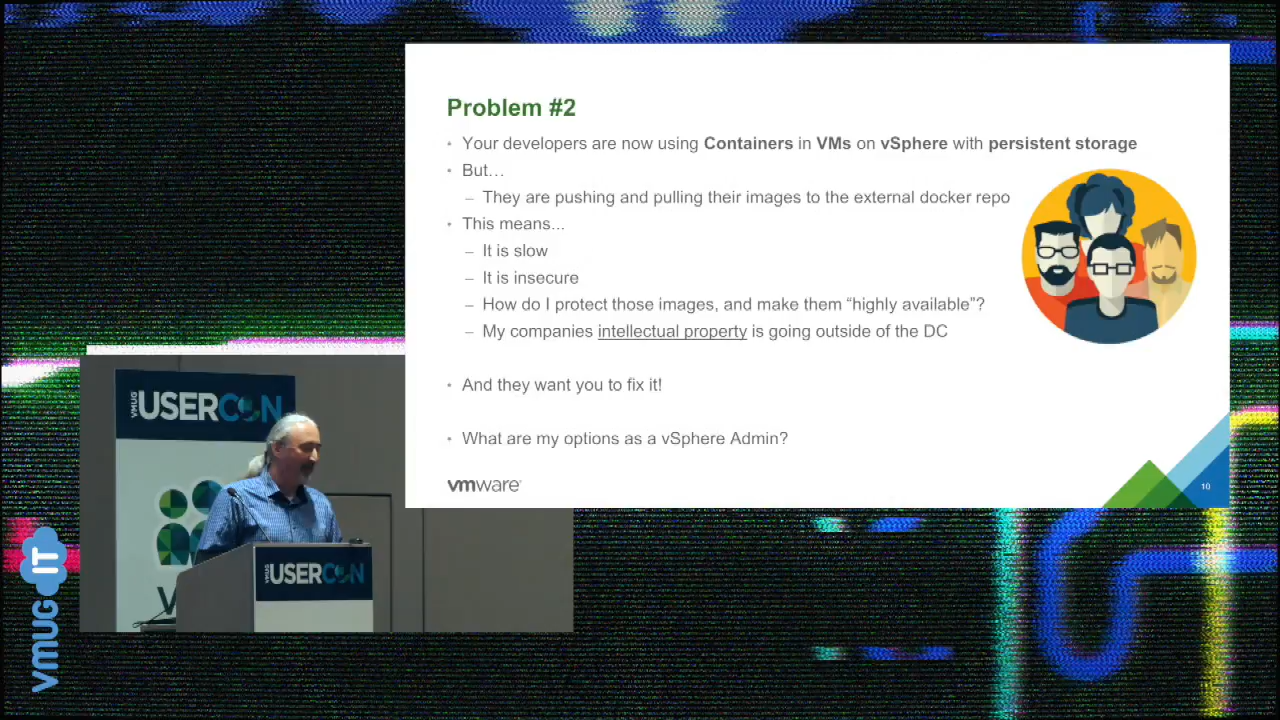 Problem #2
• Your developers are now using Containers in VMs on vSphere with persistent storage
• But…
– They are pushing and pulling their images to the external docker repo
• This means...
– It is slow
– It is insecure
– How do I protect those images, and make them “highly available”?
– My companies intellectual property is going outside of the DC
• And they want you to fix it!
• What are my options as a vSphere Admin?
vmware
10
VMUG USERCON
VMUG USERCON
V
VMUG IT